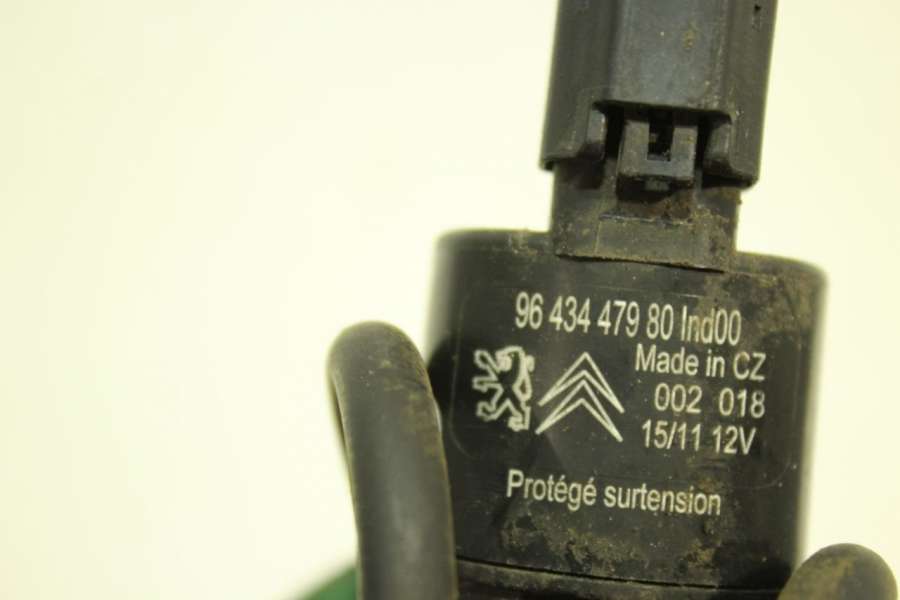 96 434 479 80 Ind00
Made in CZ
002 018
15/11 12V
Protégé surtension